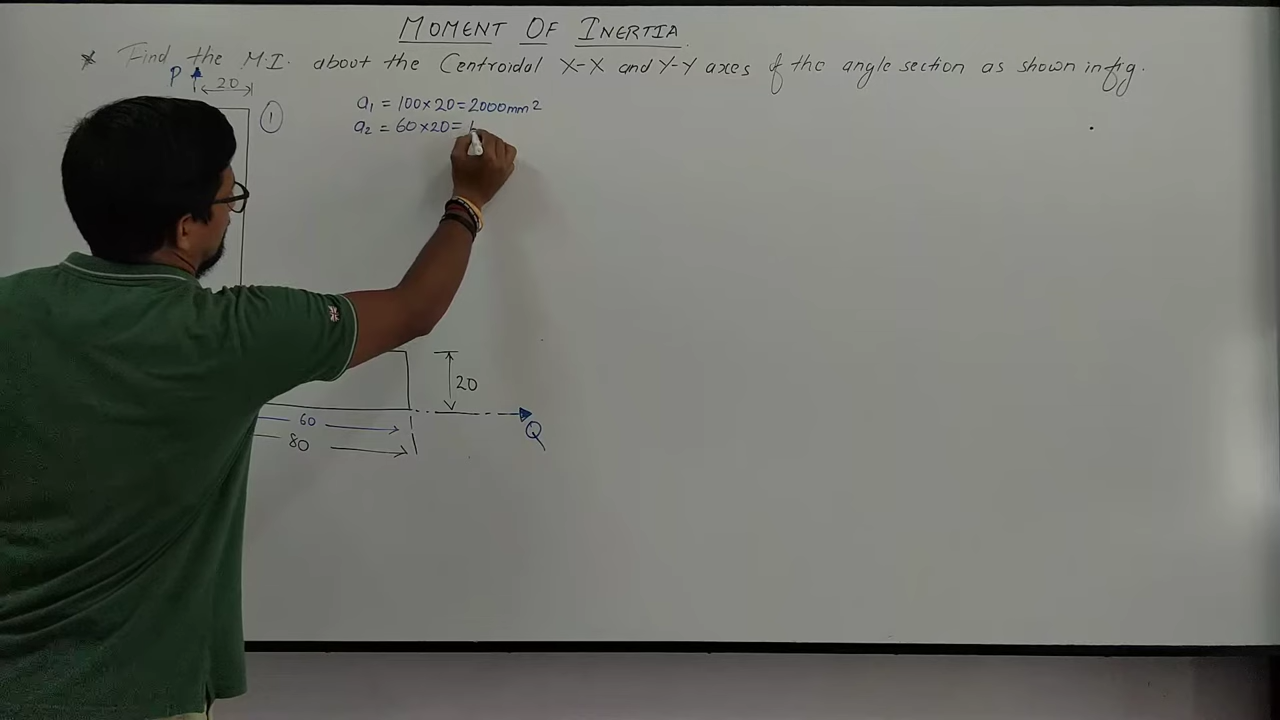 MOMENT OF INERTIA
* Find the M.I. about the Centroidal X-X and Y-Y axes of the angle section as shown in fig.
P 20
1
a1 = 100×20 = 2000mm2
a2 = 60×20 =
20
60
Q
80